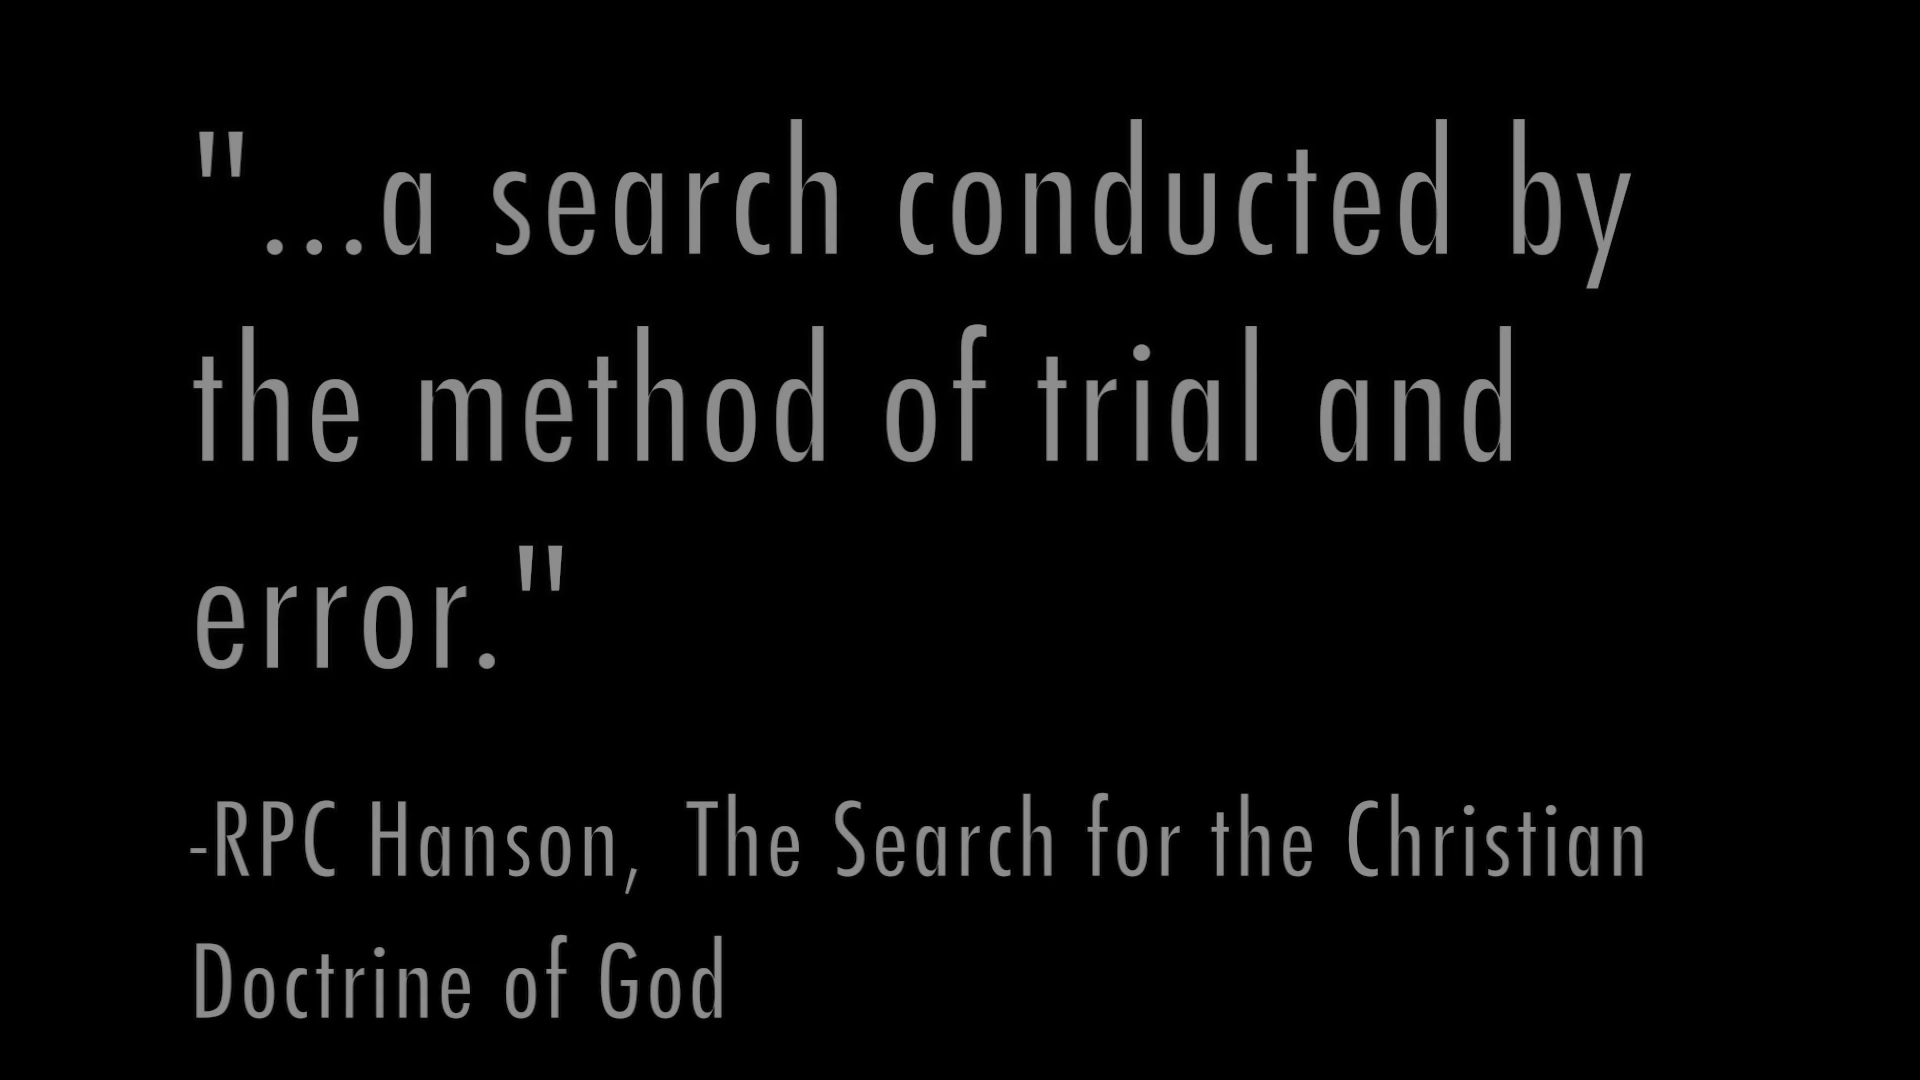 "...a search conducted by
the method of trial and
error."
-RPC Hanson, The Search for the Christian
Doctrine of God